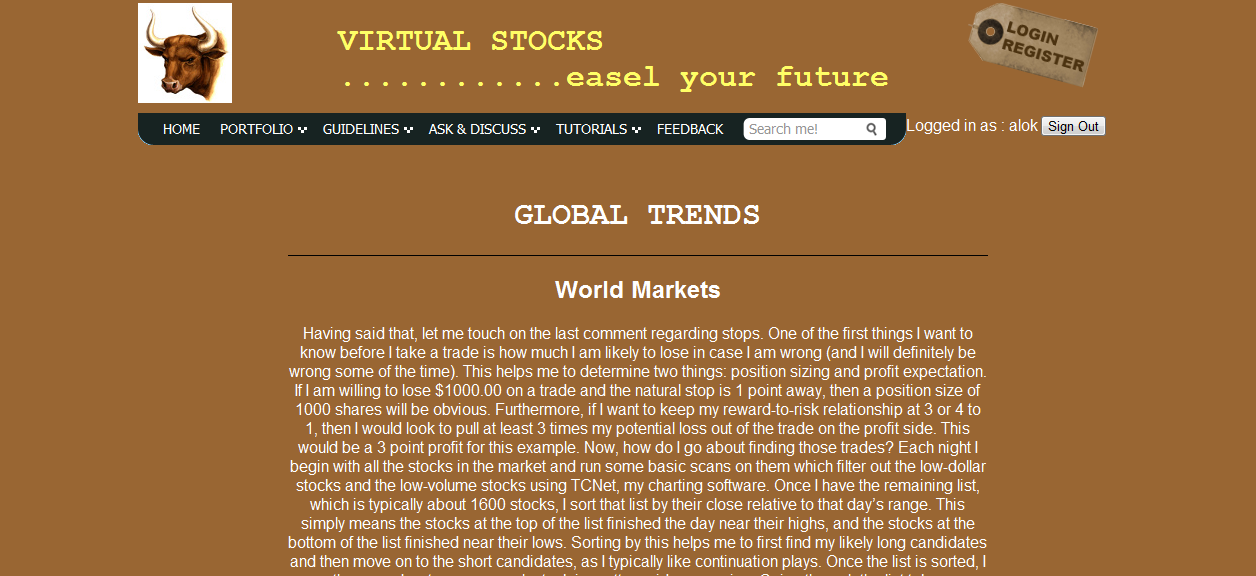 VIRTUAL STOCKS
............easel your future
LOGIN
REGISTER
HOME PORTFOLIO GUIDELINES ASK & DISCUSS TUTORIALS FEEDBACK Search me! Logged in as : alok Sign Out
GLOBAL TRENDS
World Markets
Having said that, let me touch on the last comment regarding stops. One of the first things I want to
know before I take a trade is how much I am likely to lose in case I am wrong (and I will definitely be
wrong some of the time). This helps me to determine two things: position sizing and profit expectation.
If I am willing to lose $1000.00 on a trade and the natural stop is 1 point away, then a position size of
1000 shares will be obvious. Furthermore, if I want to keep my reward-to-risk relationship at 3 or 4 to
1, then I would look to pull at least 3 times my potential loss out of the trade on the profit side. This
would be a 3 point profit for this example. Now, how do I go about finding those trades? Each night I
begin with all the stocks in the market and run some basic scans on them which filter out the low-dollar
stocks and the low-volume stocks using TCNet, my charting software. Once I have the remaining list,
which is typically about 1600 stocks, I sort that list by their close relative to that day’s range. This
simply means the stocks at the top of the list finished the day near their highs, and the stocks at the
bottom of the list finished near their lows. Sorting by this helps me to first find my likely long candidates
and then move on to the short candidates, as I typically like continuation plays. Once the list is sorted, I